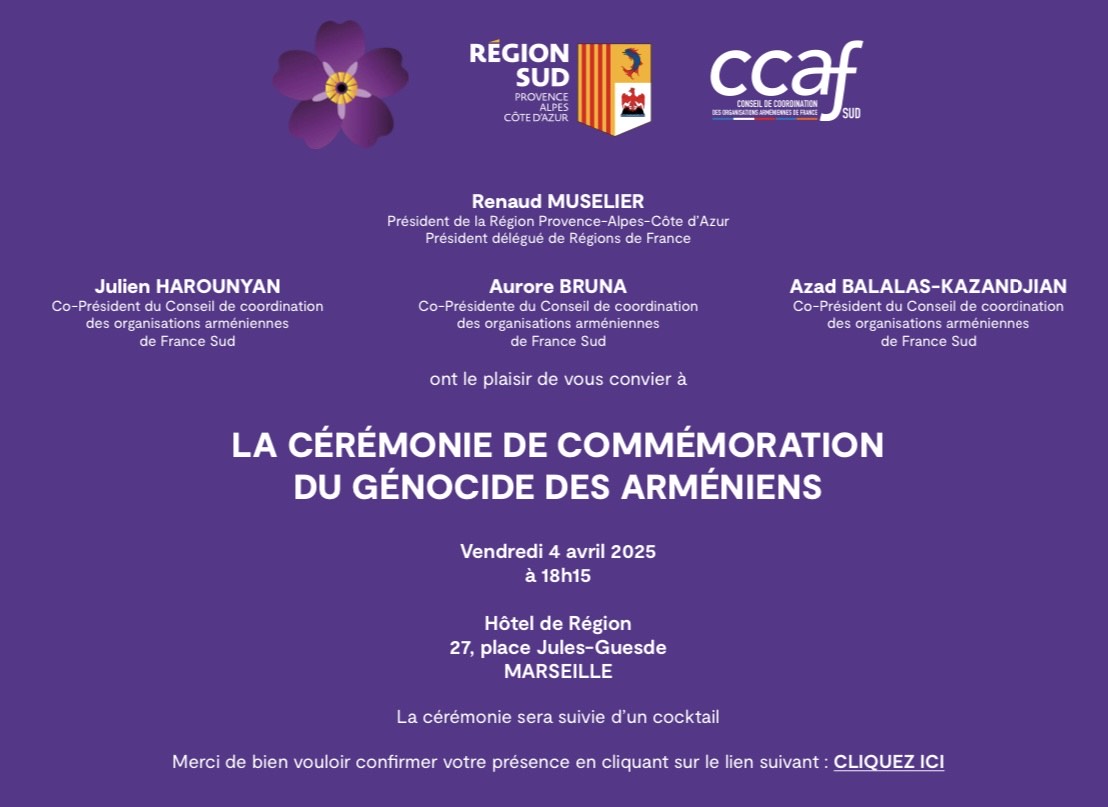 RÉGION
SUD
PROVENCE
ALPES
CÔTE D'AZUR
ccaf
CONSEIL DE COORDINATION
DES ORGANISATIONS ARMÉNIENNES DE FRANCE
SUD
Renaud MUSELIER
Président de la Région Provence-Alpes-Côte d'Azur
Président délégué de Régions de France
Julien HAROUNYAN
Co-Président du Conseil de coordination
des organisations arméniennes
de France Sud
Aurore BRUNA
Co-Présidente du Conseil de coordination
des organisations arméniennes
de France Sud
Azad BALALAS-KAZANDJIAN
Co-Président du Conseil de coordination
des organisations arméniennes
de France Sud
ont le plaisir de vous convier à
LA CÉRÉMONIE DE COMMÉMORATION
DU GÉNOCIDE DES ARMÉNIENS
Vendredi 4 avril 2025
à 18h15
Hôtel de Région
27, place Jules-Guesde
MARSEILLE
La cérémonie sera suivie d'un cocktail
Merci de bien vouloir confirmer votre présence en cliquant sur le lien suivant : CLIQUEZ ICI